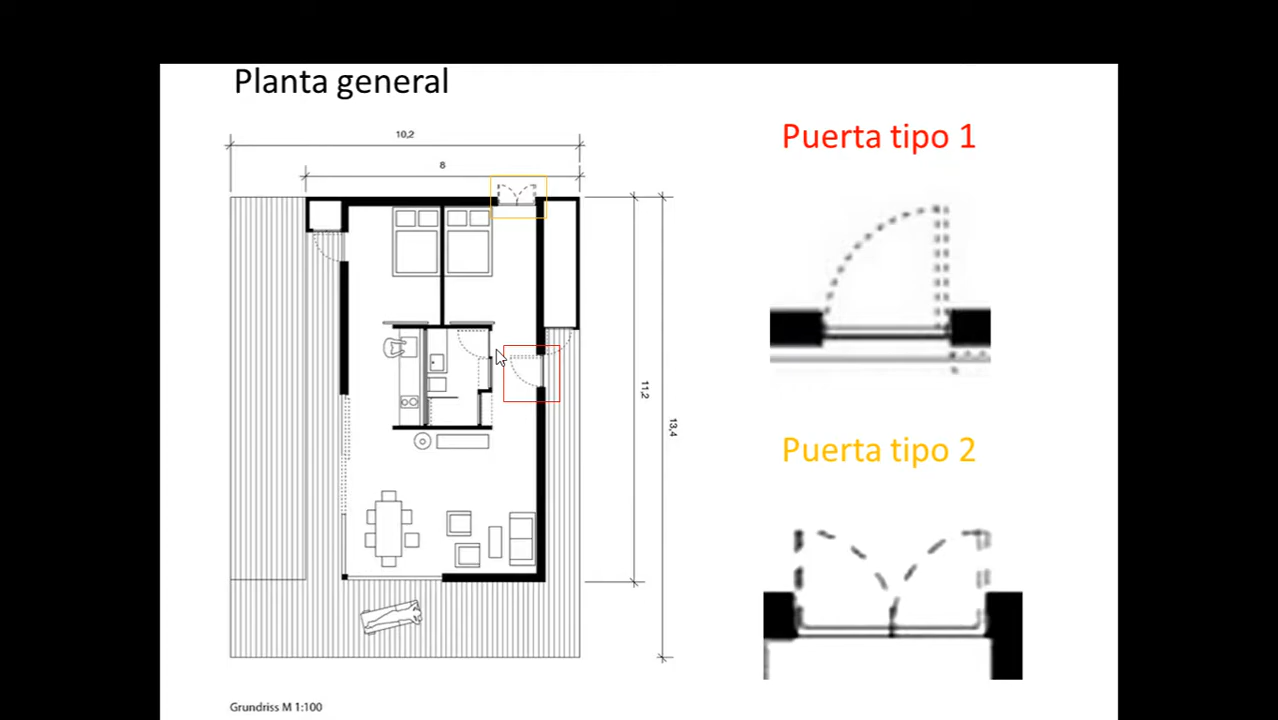 Planta general
10,2
8
Puerta tipo 1
11,2
13,4
Puerta tipo 2
Grundriss M 1:100